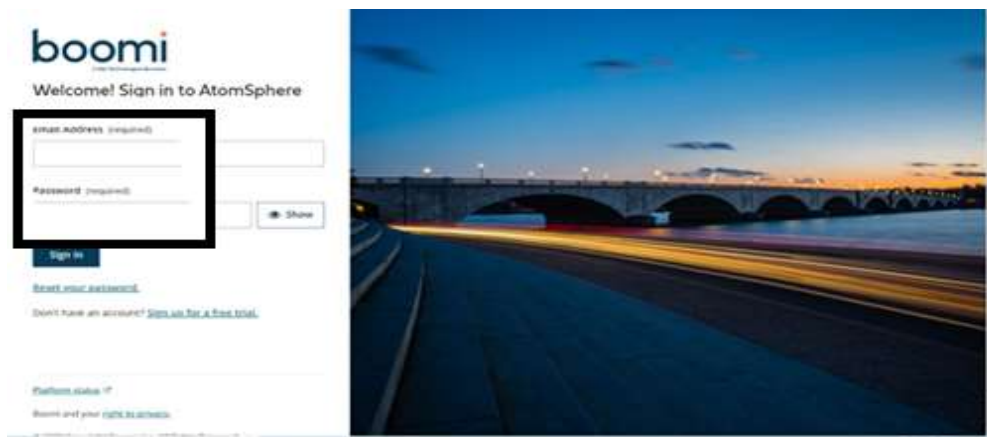 boomi
Welcome! Sign in to AtomSphere
Email Address (required)
Password (required)
Show
Sign In
Reset your password.
Don't have an account? Sign up for a free trial.
Platform status
Boomi and your right to privacy.